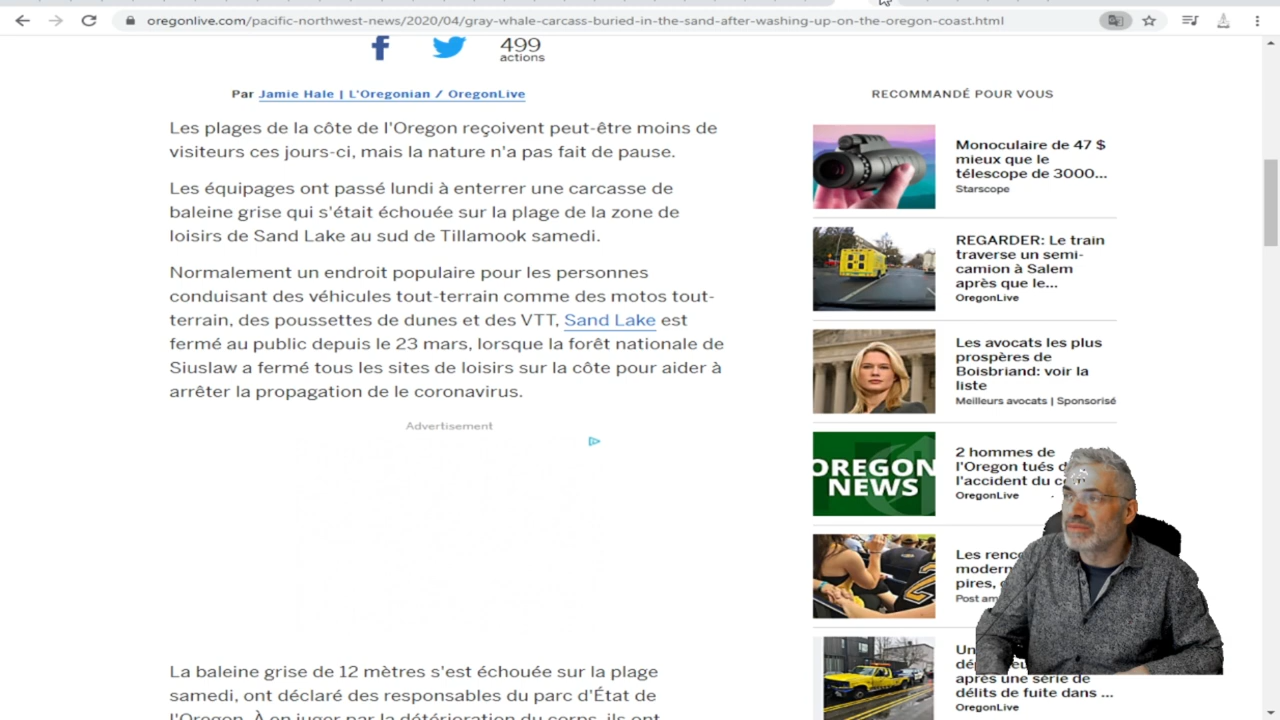 oregonlive.com/pacific-northwest-news/2020/04/gray-whale-carcass-buried-in-the-sand-after-washing-up-on-the-oregon-coast.html
499
actions
Par Jamie Hale | L'Oregonian / OregonLive
Les plages de la côte de l'Oregon reçoivent peut-être moins de
visiteurs ces jours-ci, mais la nature n'a pas fait de pause.
Les équipages ont passé lundi à enterrer une carcasse de
baleine grise qui s'était échouée sur la plage de la zone de
loisirs de Sand Lake au sud de Tillamook samedi.
Normalement un endroit populaire pour les personnes
conduisant des véhicules tout-terrain comme des motos tout-
terrain, des poussettes de dunes et des VTT, Sand Lake est
fermé au public depuis le 23 mars, lorsque la forêt nationale de
Siuslaw a fermé tous les sites de loisirs sur la côte pour aider à
arrêter la propagation de le coronavirus.
Advertisement
La baleine grise de 12 mètres s'est échouée sur la plage
samedi, ont déclaré des responsables du parc d'État de
l'Oregon. À en juger par la détérioration du corps, ils ont
RECOMMANDÉ POUR VOUS
Monoculaire de 47 $
mieux que le
télescope de 3000...
Starscope
REGARDER: Le train
traverse un semi-
camion à Salem
après que le...
OregonLive
Les avocats les plus
prospères de
Boisbriand: voir la
liste
Meilleurs avocats | Sponsorisé
OREGON
NEWS
2 hommes de
l'Oregon tués
l'accident du
OregonLive
Les
pires,
Post
Un
après une série de
délits de fuite dans ...
OregonLive